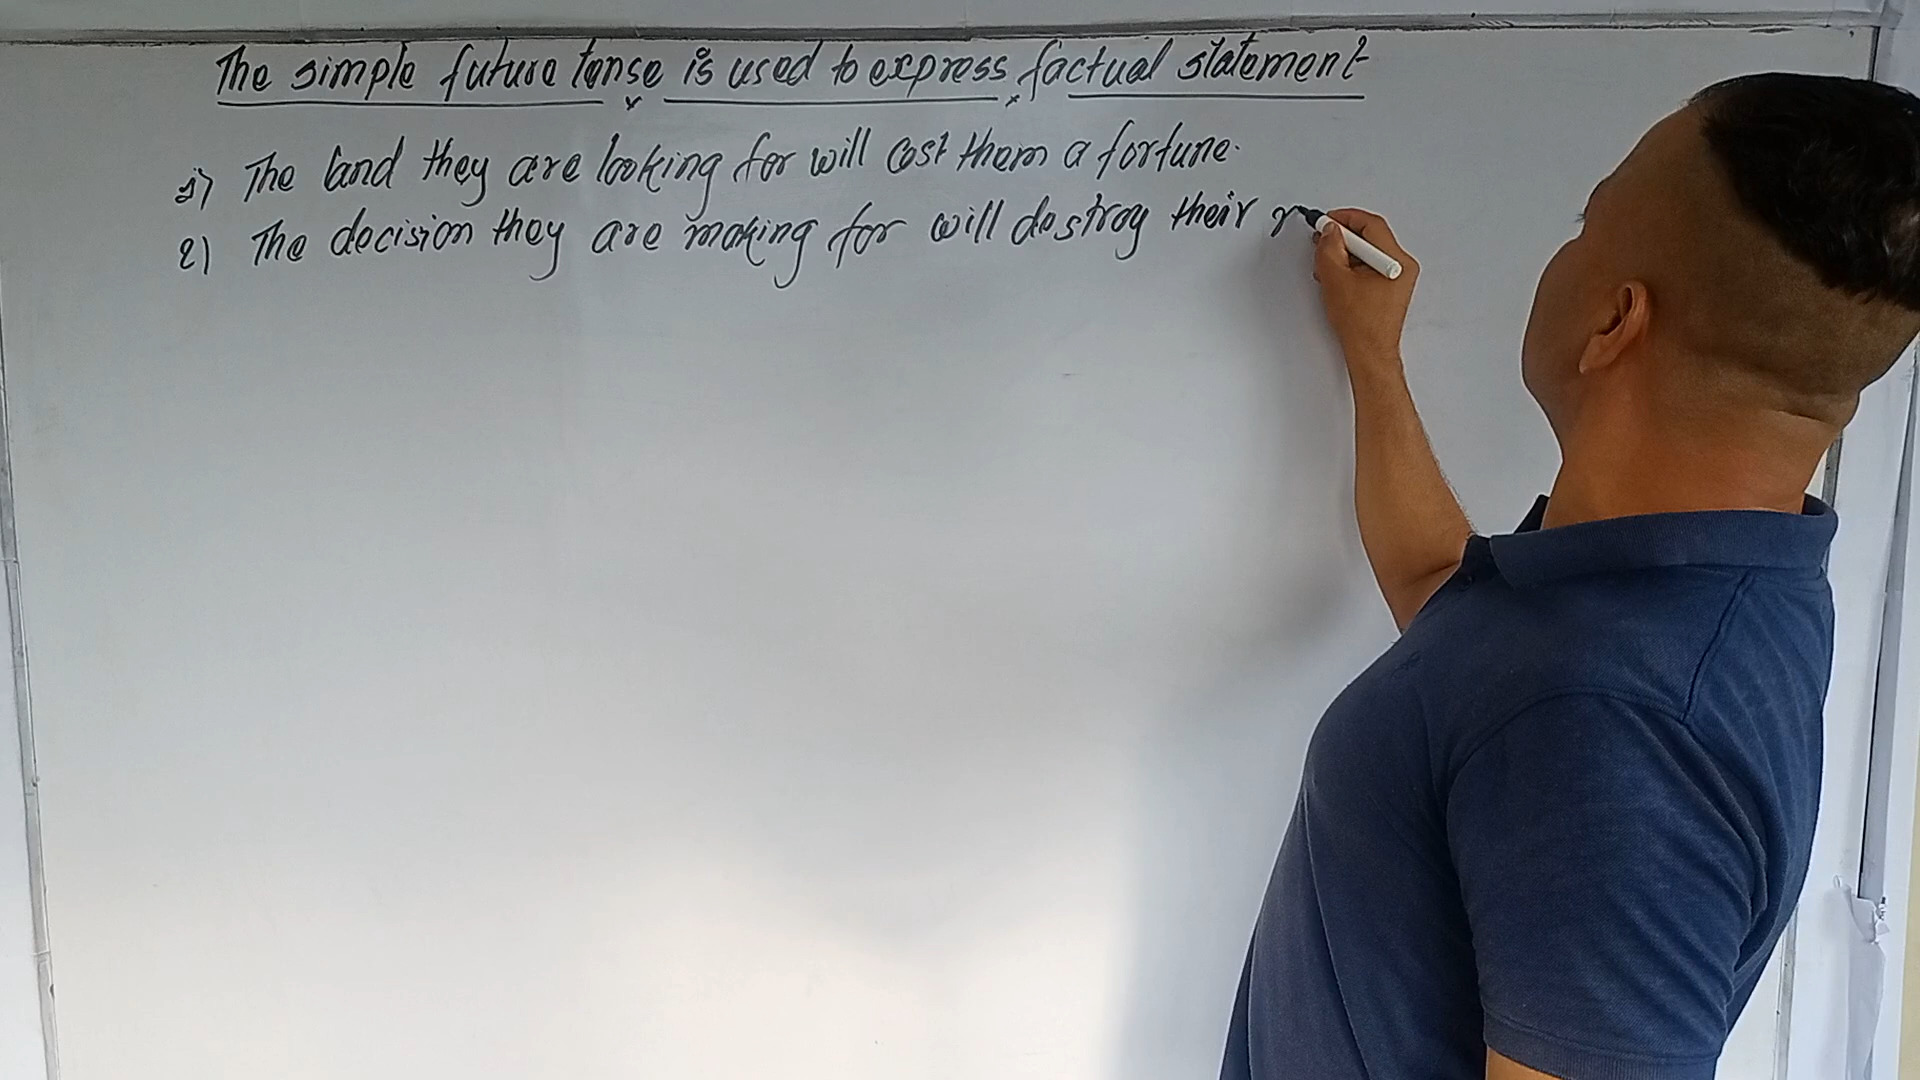 The simple future tense is used to express factual statement
1) The land they are looking for will cost them a fortune.
2) The decision they are making for will destroy their